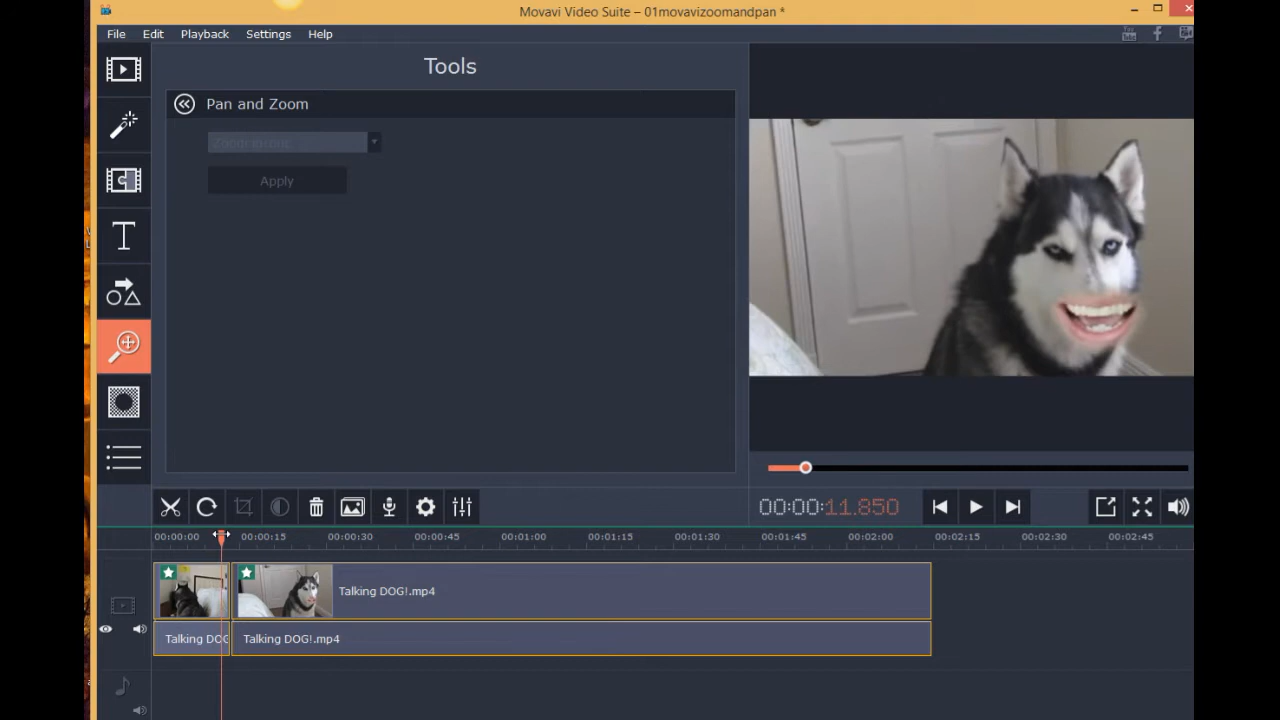 Movavi Video Suite – 01movavizoomandpan *
File Edit Playback Settings Help
Tools
Pan and Zoom
Apply
00:00:11.850
00:00:00 00:00:15 00:00:30 00:00:45 00:01:00 00:01:15 00:01:30 00:01:45 00:02:00 00:02:15 00:02:30 00:02:45
Talking DOG!.mp4
Talking DOG Talking DOG!.mp4